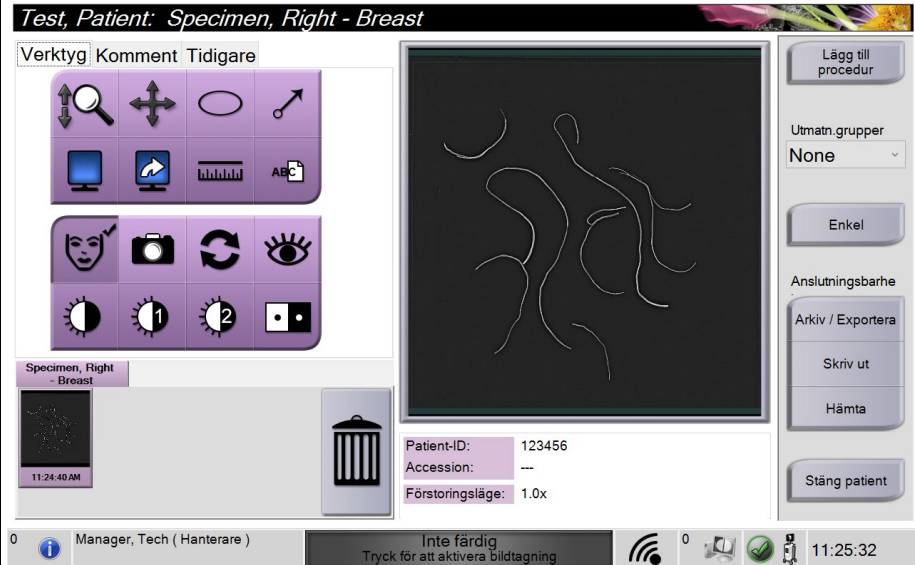 Test, Patient:  Specimen, Right - Breast
Verktyg Komment Tidigare
ABC
1 2
Specimen, Right
- Breast
11:24:40 AM
Patient-ID: 123456
Accession: ---
Förstoringsläge: 1.0x
Lägg till
procedur
Utmatn.grupper
None
Enkel
Anslutningsbarhe
Arkiv / Exportera
Skriv ut
Hämta
Stäng patient
0 Manager, Tech ( Hanterare )
Inte färdig
Tryck för att aktivera bildtagning
0 11:25:32